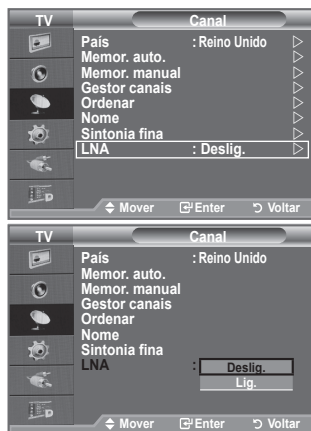 TV Canal
País : Reino Unido
Memor. auto.
Memor. manual
Gestor canais
Ordenar
Nome
Sintonia fina
LNA : Deslig.
Mover Enter Voltar
TV Canal
País : Reino Unido
Memor. auto.
Memor. manual
Gestor canais
Ordenar
Nome
Sintonia fina
LNA : Deslig.
Lig.
Mover Enter Voltar